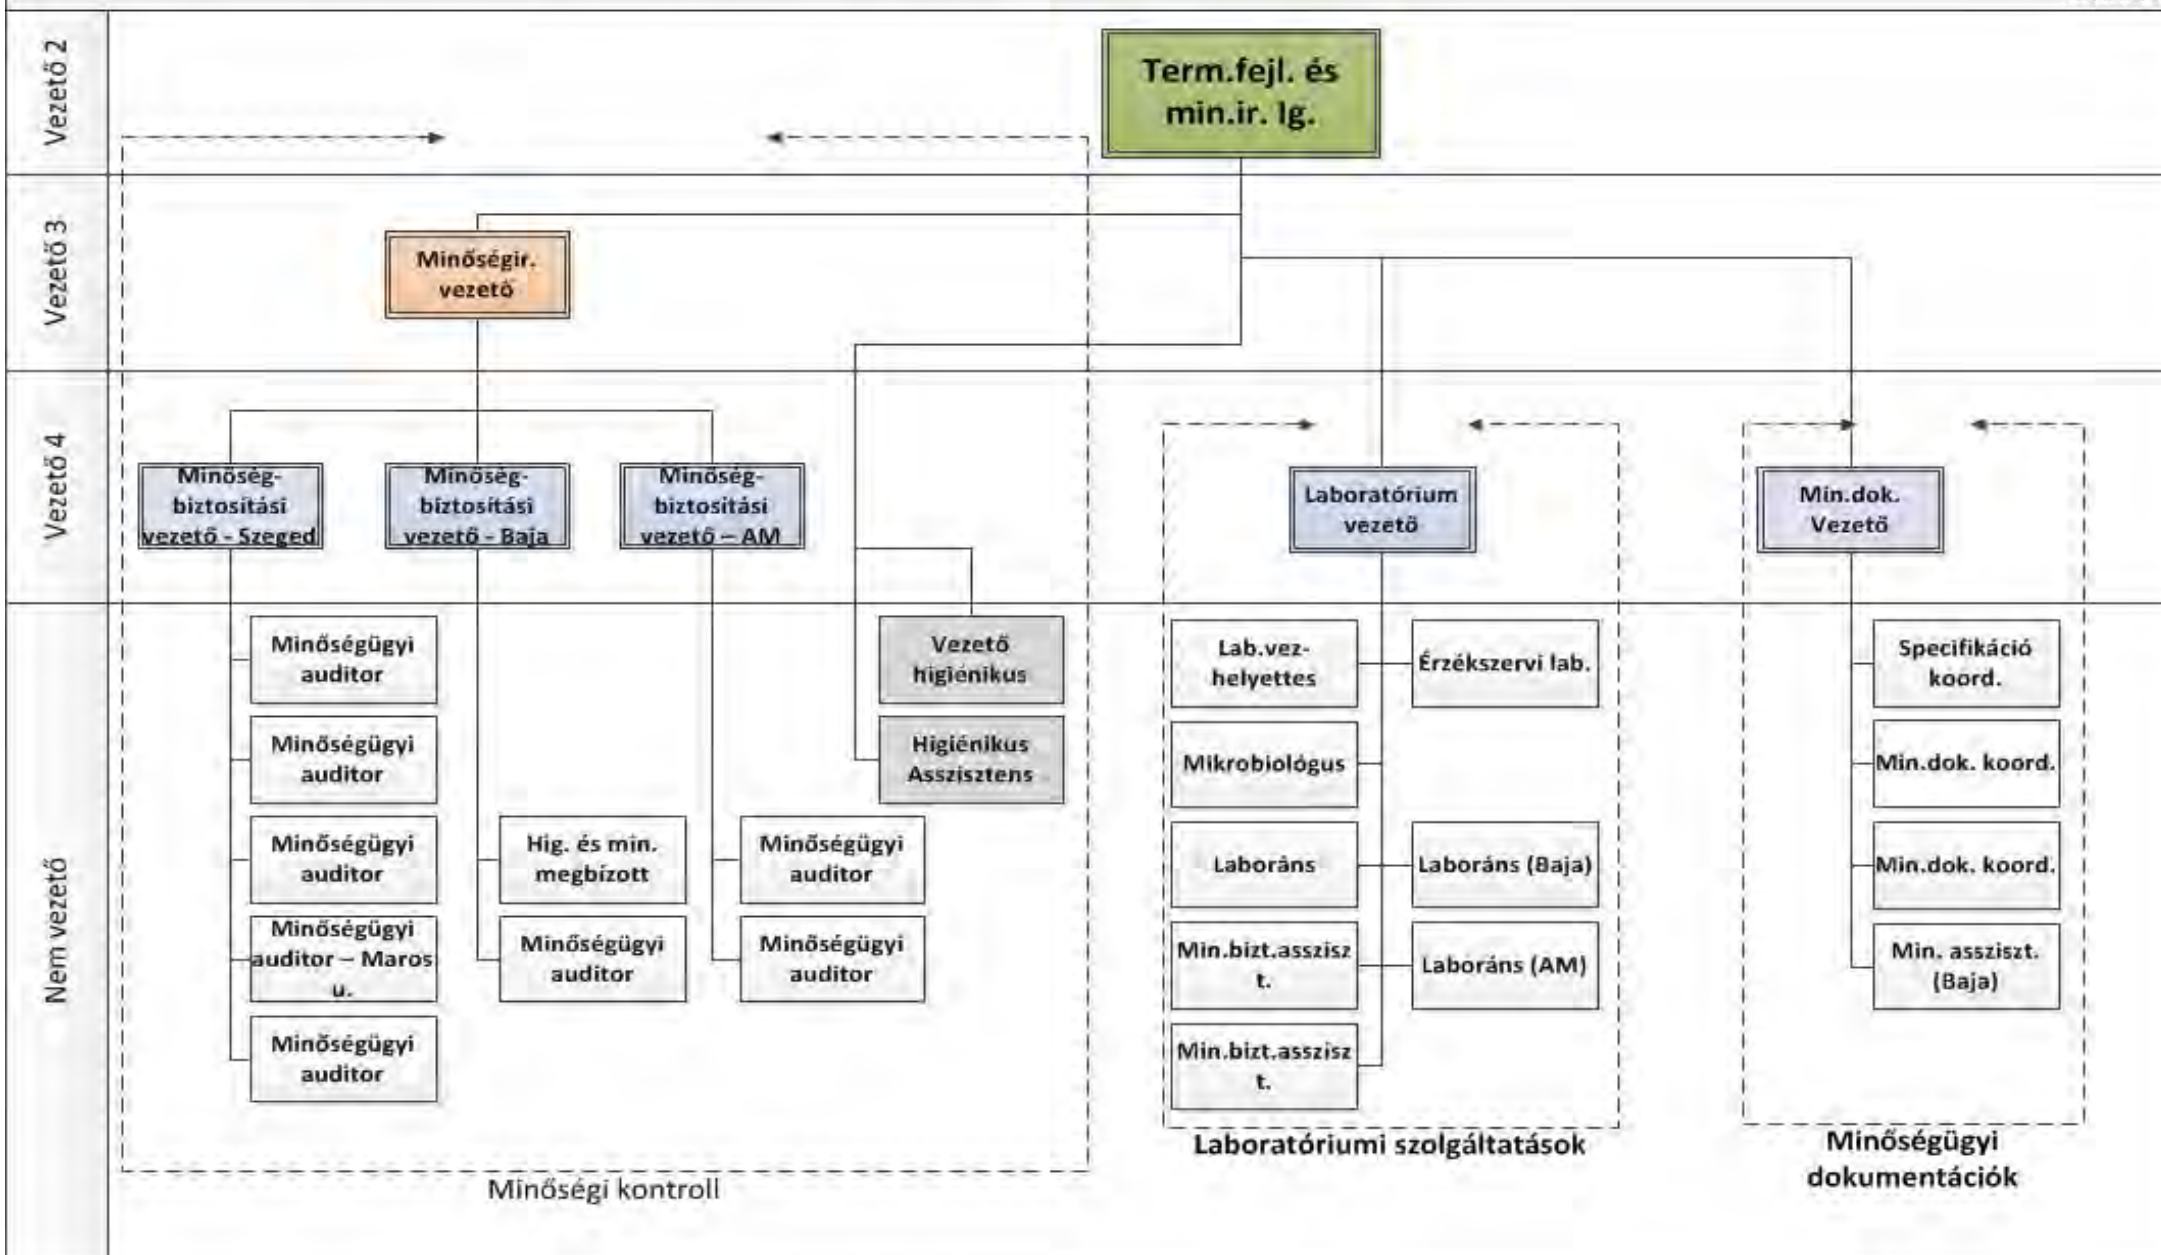 Vezető 2
Term.fejl. és
min.ir. Ig.
Vezető 3
Minőségir.
vezető
Vezető 4
Minőség-
biztosítási
vezető - Szeged
Minőség-
biztosítási
vezető - Baja
Minőség-
biztosítási
vezető – AM
Laboratórium
vezető
Min.dok.
Vezető
Nem vezető
Minőségügyi
auditor
Minőségügyi
auditor
Minőségügyi
auditor
Minőségügyi
auditor – Maros
u.
Minőségügyi
auditor
Hig. és min.
megbízott
Minőségügyi
auditor
Minőségügyi
auditor
Minőségügyi
auditor
Vezető
higiénikus
Higiénikus
Asszisztens
Lab.vez-
helyettes
Mikrobiológus
Laboráns
Min.bizt.asszisz
t.
Min.bizt.asszisz
t.
Érzékszervi lab.
Laboráns (Baja)
Laboráns (AM)
Specifikáció
koord.
Min.dok. koord.
Min.dok. koord.
Min. assziszt.
(Baja)
Minőségi kontroll
Laboratóriumi szolgáltatások
Minőségügyi
dokumentációk